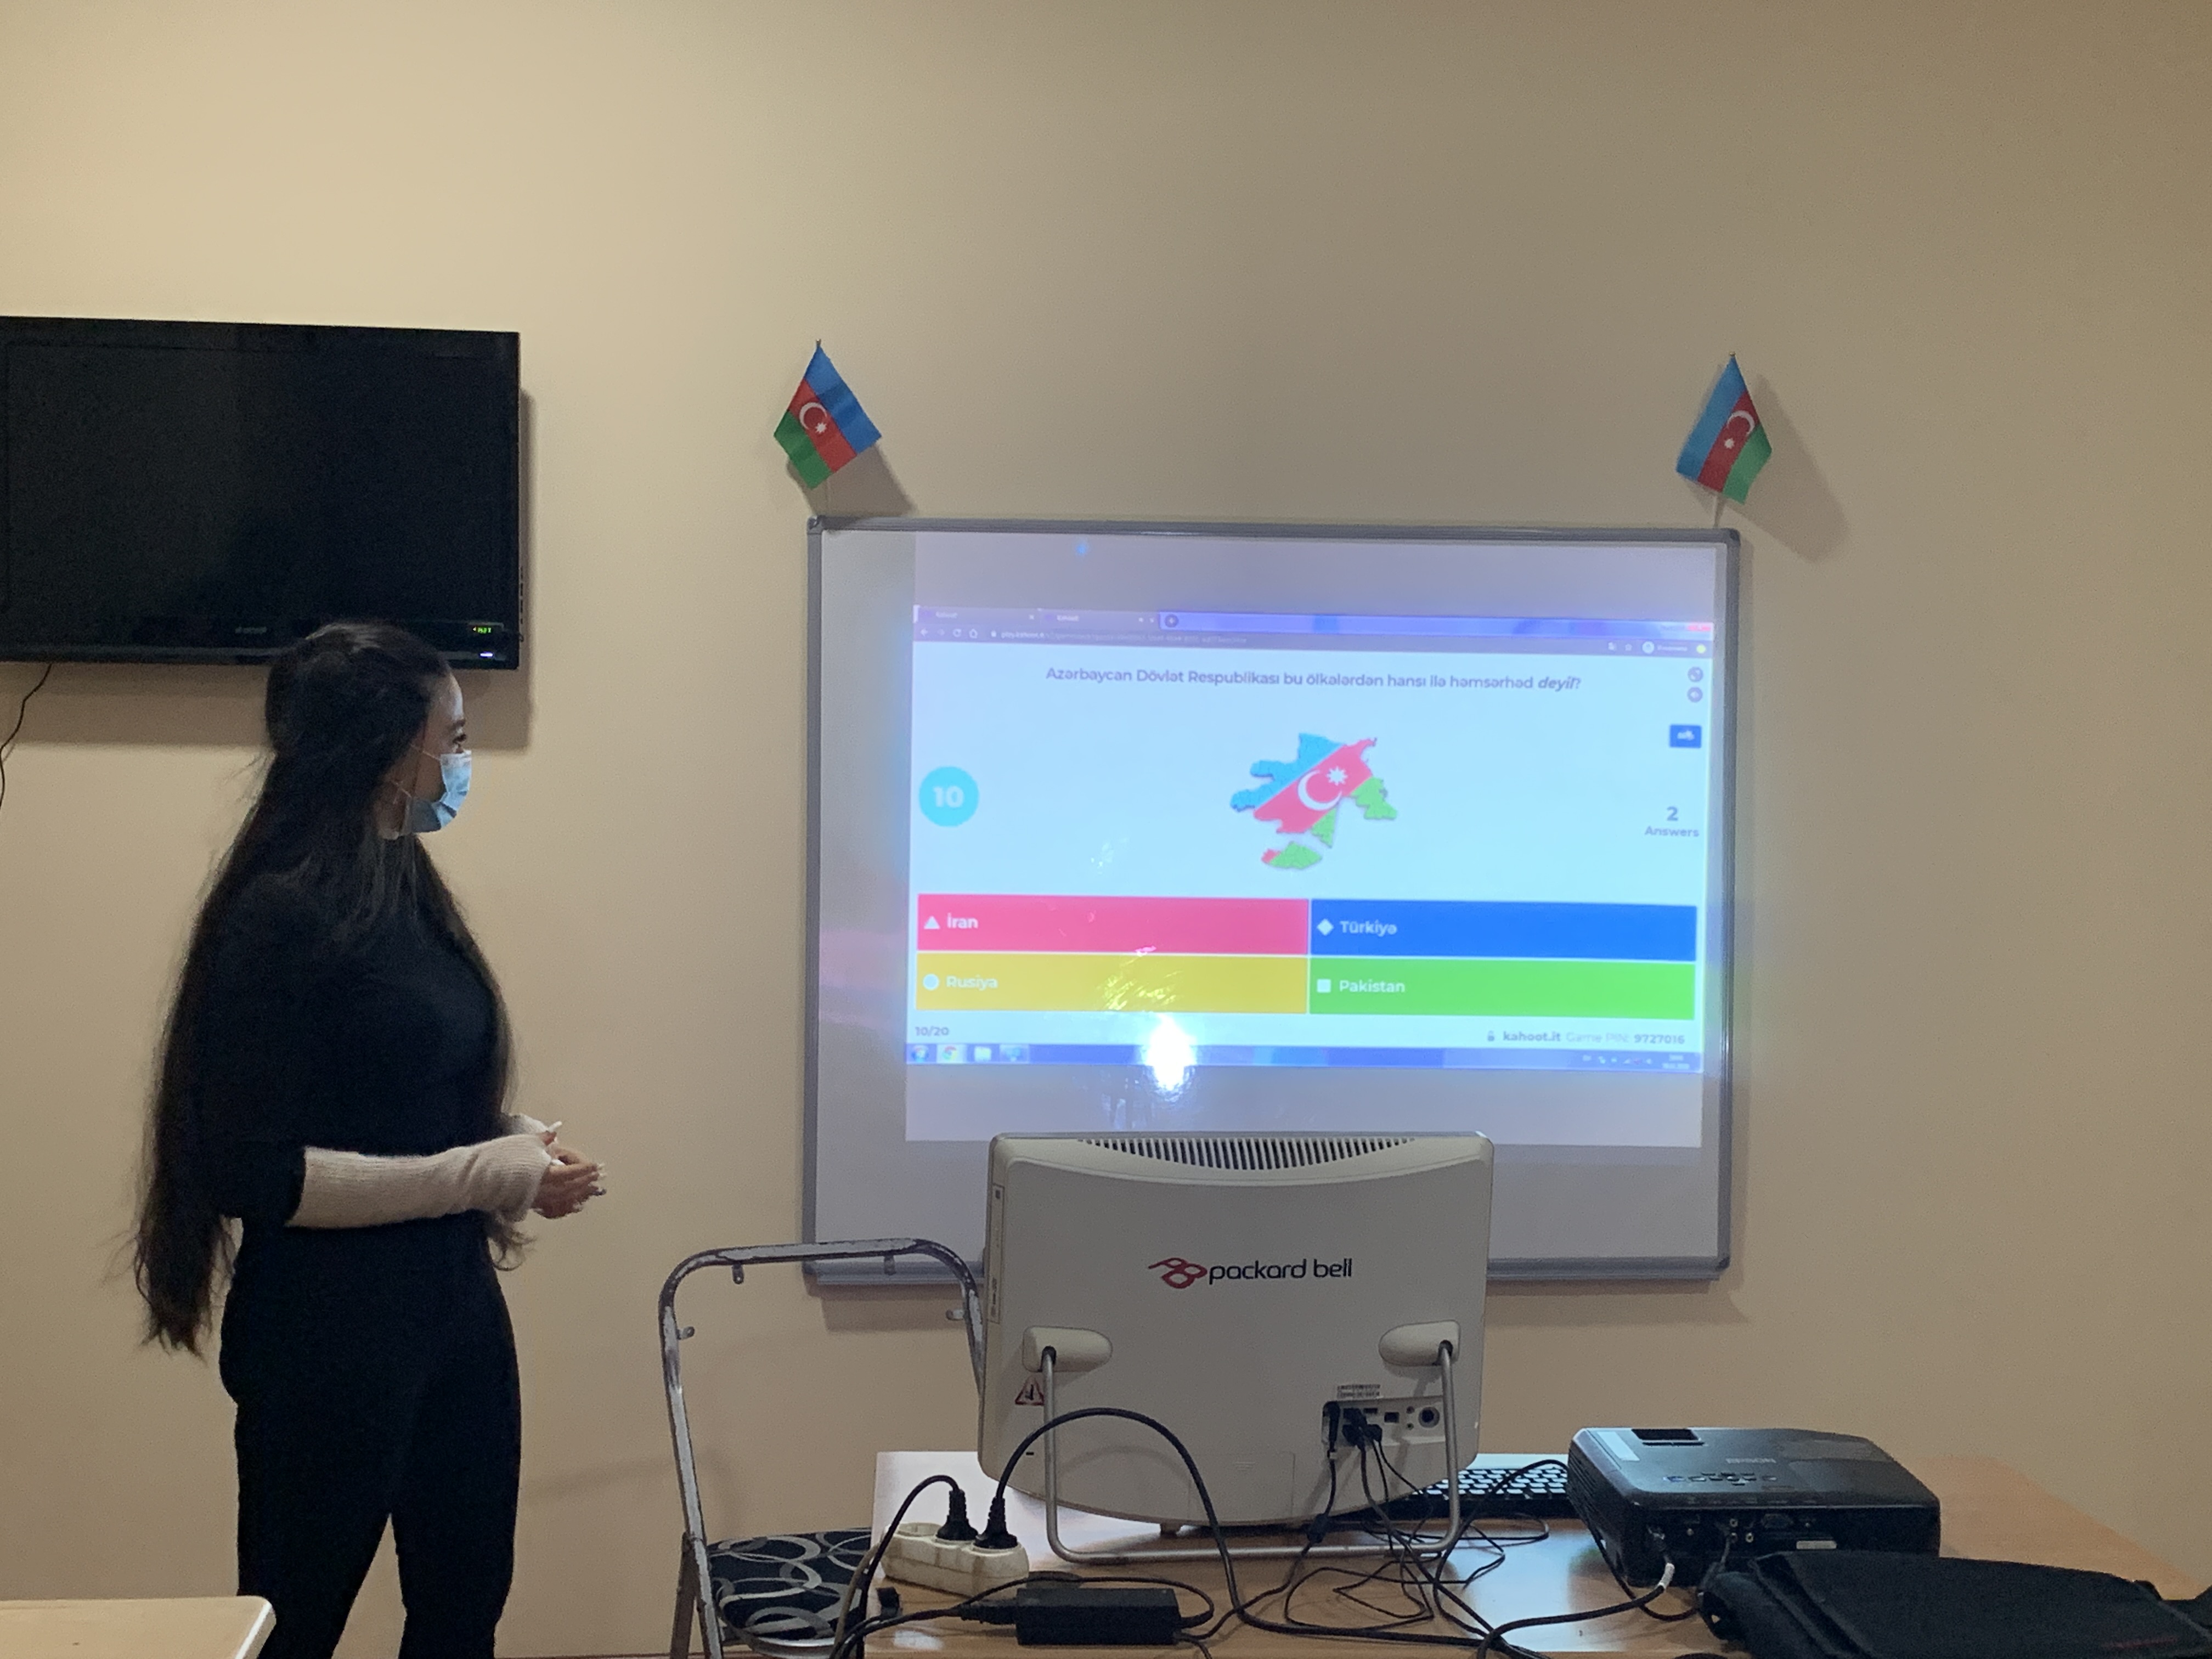 Azərbaycan Dövlət Respublikası bu ölkələrdən hansı ilə həmsərhəd deyil?
10
2
Answers
İran
Türkiyə
Rusiya
Pakistan
10/20
kahoot.it Game PIN: 9727016
packard bell
EPSON